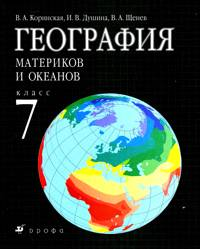 В. А. Коринская, И. В. Душина, В. А. Щенев
ГЕОГРАФИЯ
МАТЕРИКОВ
И ОКЕАНОВ
класс
7
дрофа